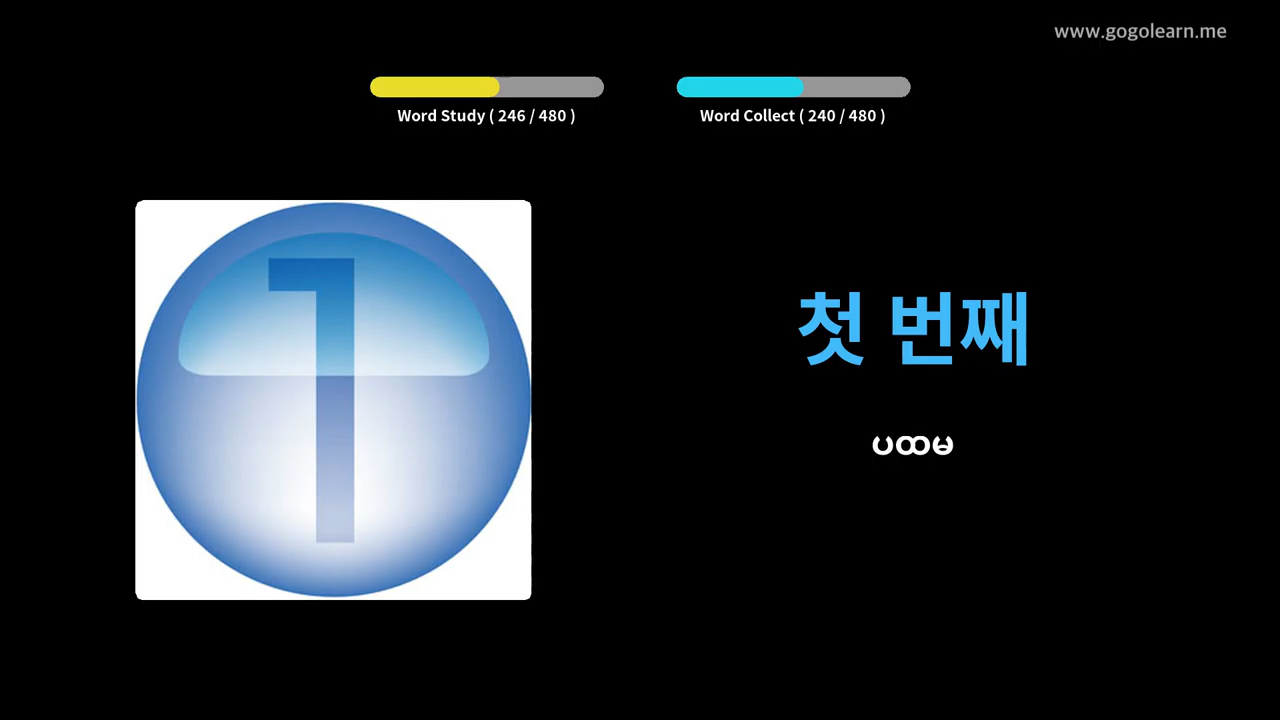 www.gogolearn.me
Word Study ( 246 / 480 )
Word Collect ( 240 / 480 )
1
첫 번째
ပထမ